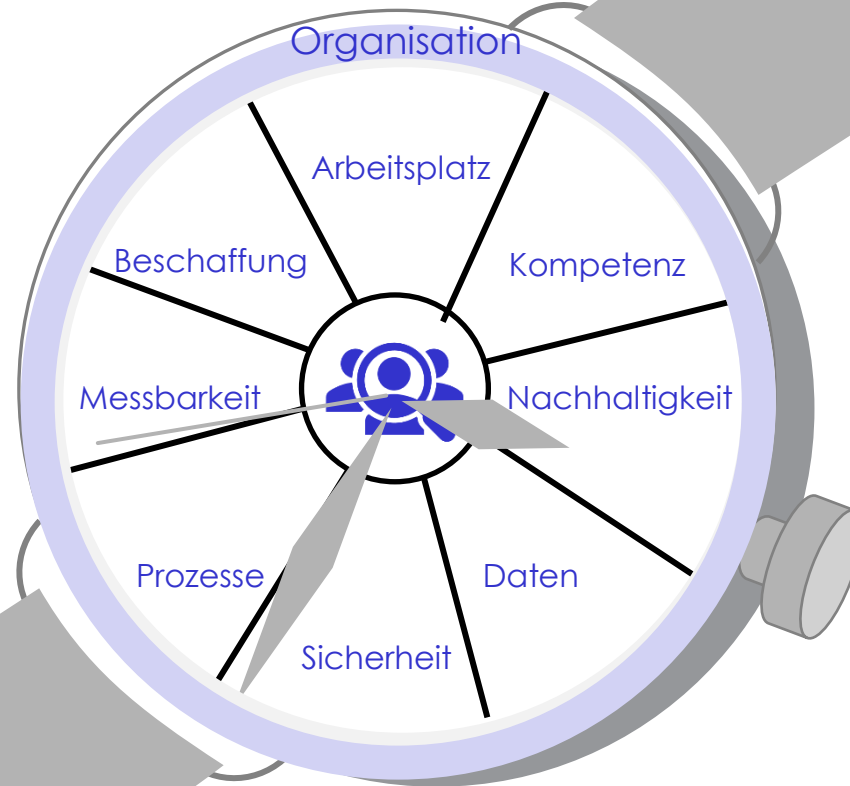 Organisation
Arbeitsplatz
Beschaffung
Kompetenz
Messbarkeit
Nachhaltigkeit
Prozesse
Daten
Sicherheit